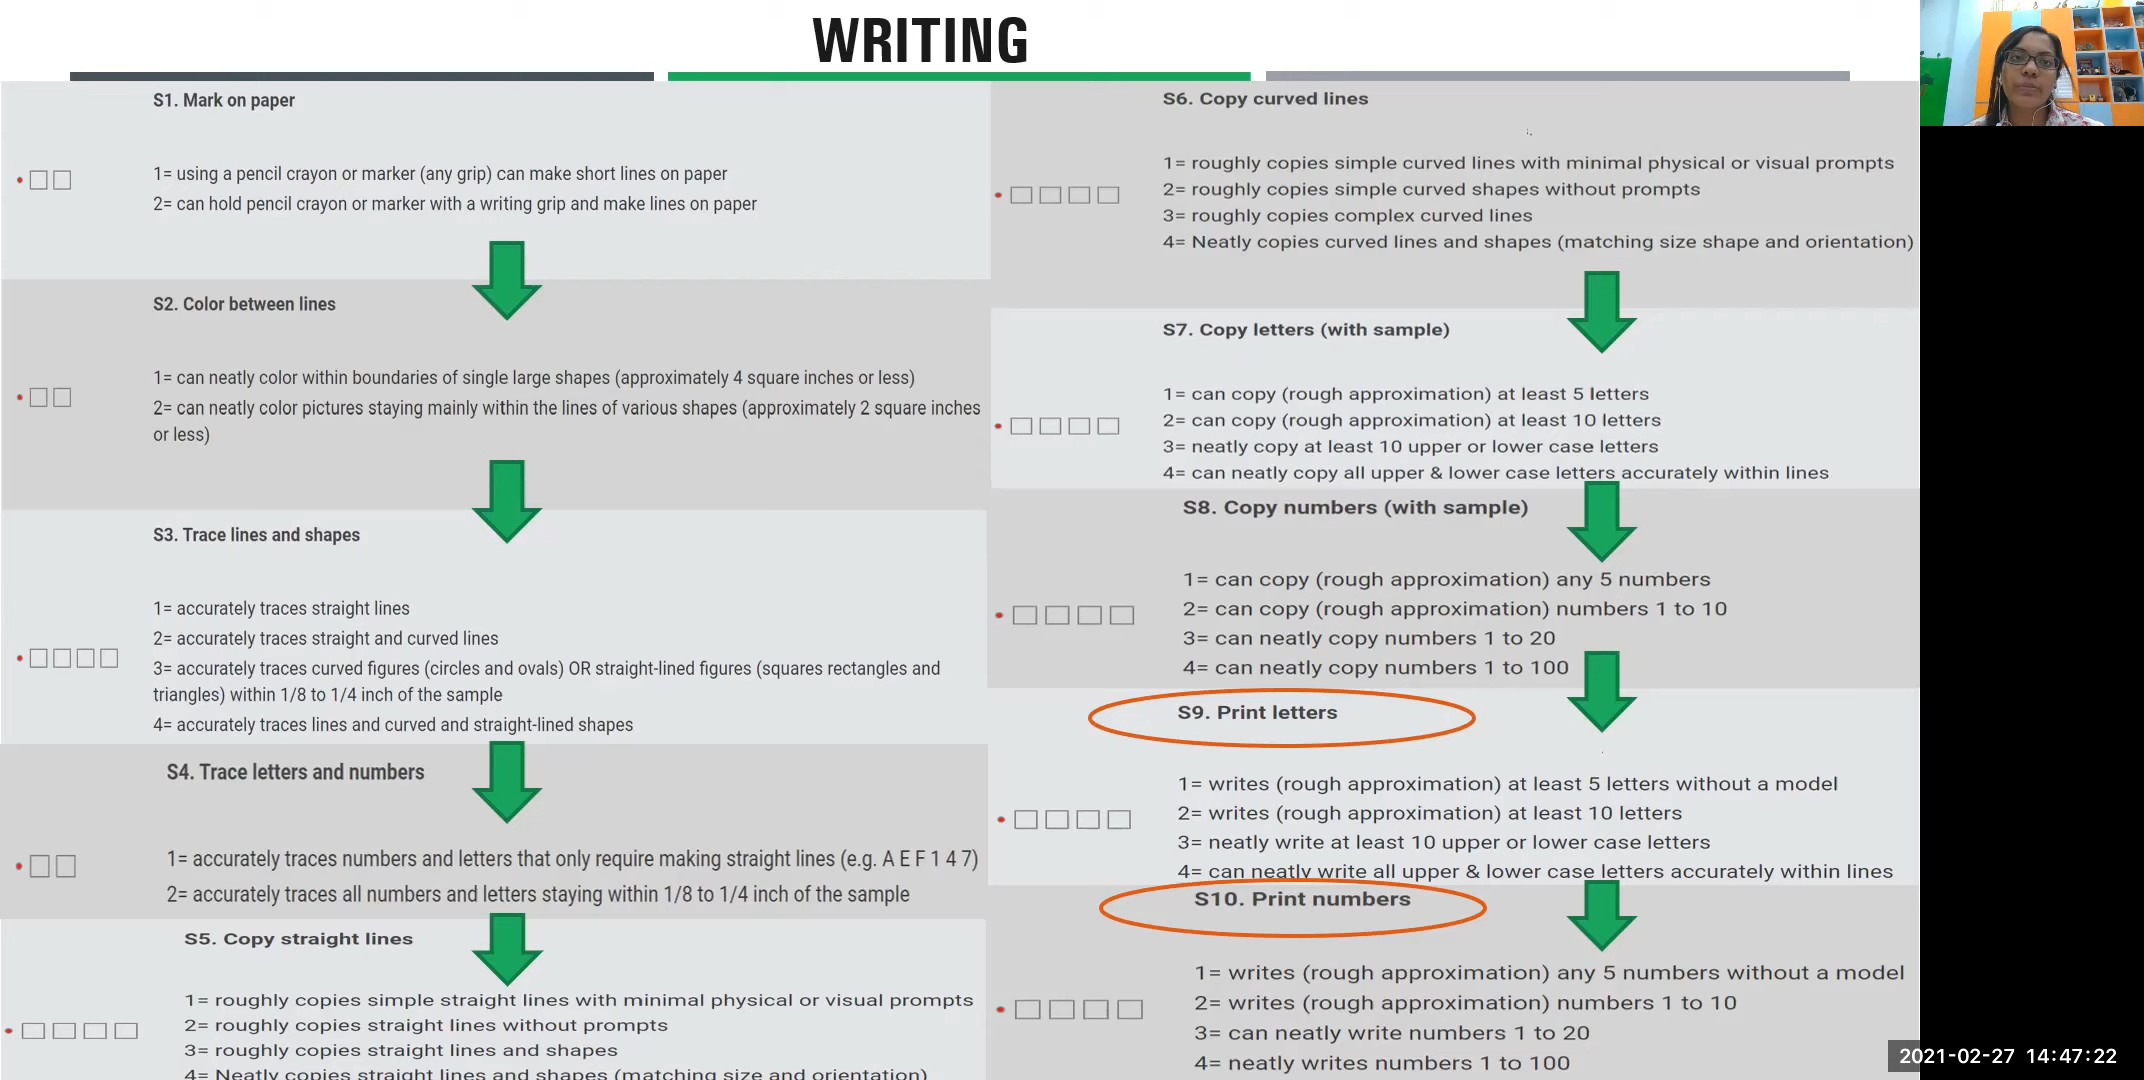 WRITING
S1. Mark on paper
1= using a pencil crayon or marker (any grip) can make short lines on paper
2= can hold pencil crayon or marker with a writing grip and make lines on paper
S2. Color between lines
1= can neatly color within boundaries of single large shapes (approximately 4 square inches or less)
2= can neatly color pictures staying mainly within the lines of various shapes (approximately 2 square inches
or less)
S3. Trace lines and shapes
1= accurately traces straight lines
2= accurately traces straight and curved lines
3= accurately traces curved figures (circles and ovals) OR straight-lined figures (squares rectangles and
triangles) within 1/8 to 1/4 inch of the sample
4= accurately traces lines and curved and straight-lined shapes
S4. Trace letters and numbers
1= accurately traces numbers and letters that only require making straight lines (e.g. A E F 1 4 7)
2= accurately traces all numbers and letters staying within 1/8 to 1/4 inch of the sample
S5. Copy straight lines
1= roughly copies simple straight lines with minimal physical or visual prompts
2= roughly copies straight lines without prompts
3= roughly copies straight lines and shapes
4= Neatly copies straight lines and shapes (matching size and orientation)
S6. Copy curved lines
1= roughly copies simple curved lines with minimal physical or visual prompts
2= roughly copies simple curved shapes without prompts
3= roughly copies complex curved lines
4= Neatly copies curved lines and shapes (matching size shape and orientation)
S7. Copy letters (with sample)
1= can copy (rough approximation) at least 5 letters
2= can copy (rough approximation) at least 10 letters
3= neatly copy at least 10 upper or lower case letters
4= can neatly copy all upper & lower case letters accurately within lines
S8. Copy numbers (with sample)
1= can copy (rough approximation) any 5 numbers
2= can copy (rough approximation) numbers 1 to 10
3= can neatly copy numbers 1 to 20
4= can neatly copy numbers 1 to 100
S9. Print letters
1= writes (rough approximation) at least 5 letters without a model
2= writes (rough approximation) at least 10 letters
3= neatly write at least 10 upper or lower case letters
4= can neatly write all upper & lower case letters accurately within lines
S10. Print numbers
1= writes (rough approximation) any 5 numbers without a model
2= writes (rough approximation) numbers 1 to 10
3= can neatly write numbers 1 to 20
4= neatly writes numbers 1 to 100
2021-02-27 14:47:22